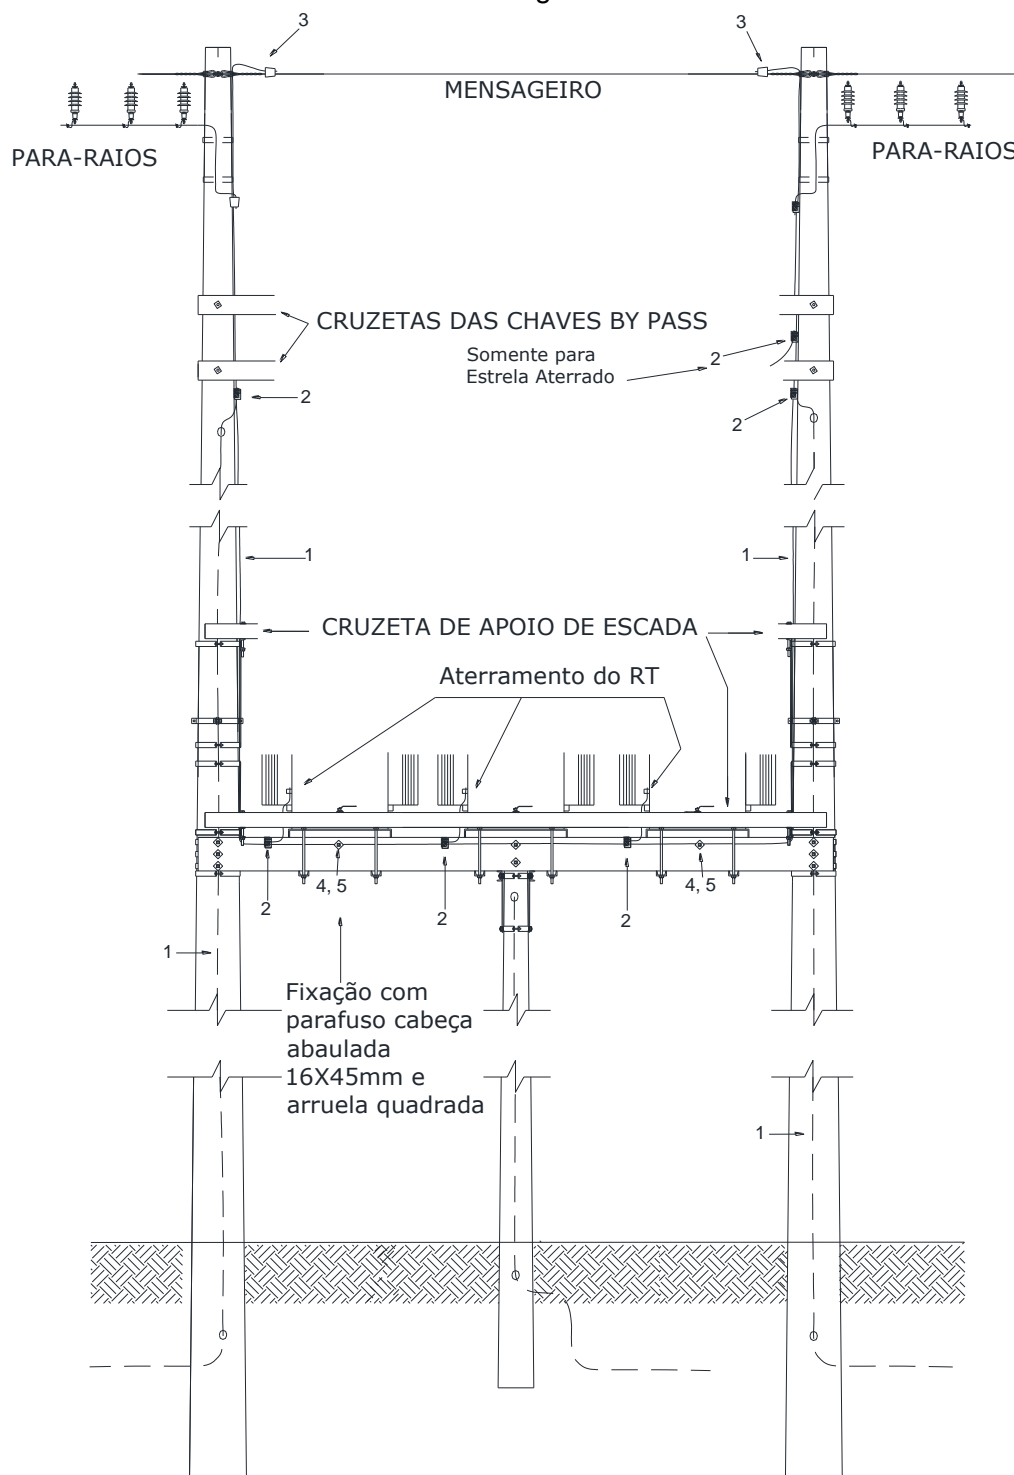 3
3
MENSAGEIRO
PARA-RAIOS
PARA-RAIOS
CRUZETAS DAS CHAVES BY PASS
Somente para
Estrela Aterrado
2
2
2
1
1
CRUZETA DE APOIO DE ESCADA
Aterramento do RT
4, 5
4, 5
2
2
2
1
Fixação com
parafuso cabeça
abaulada
16X45mm e
arruela quadrada
1